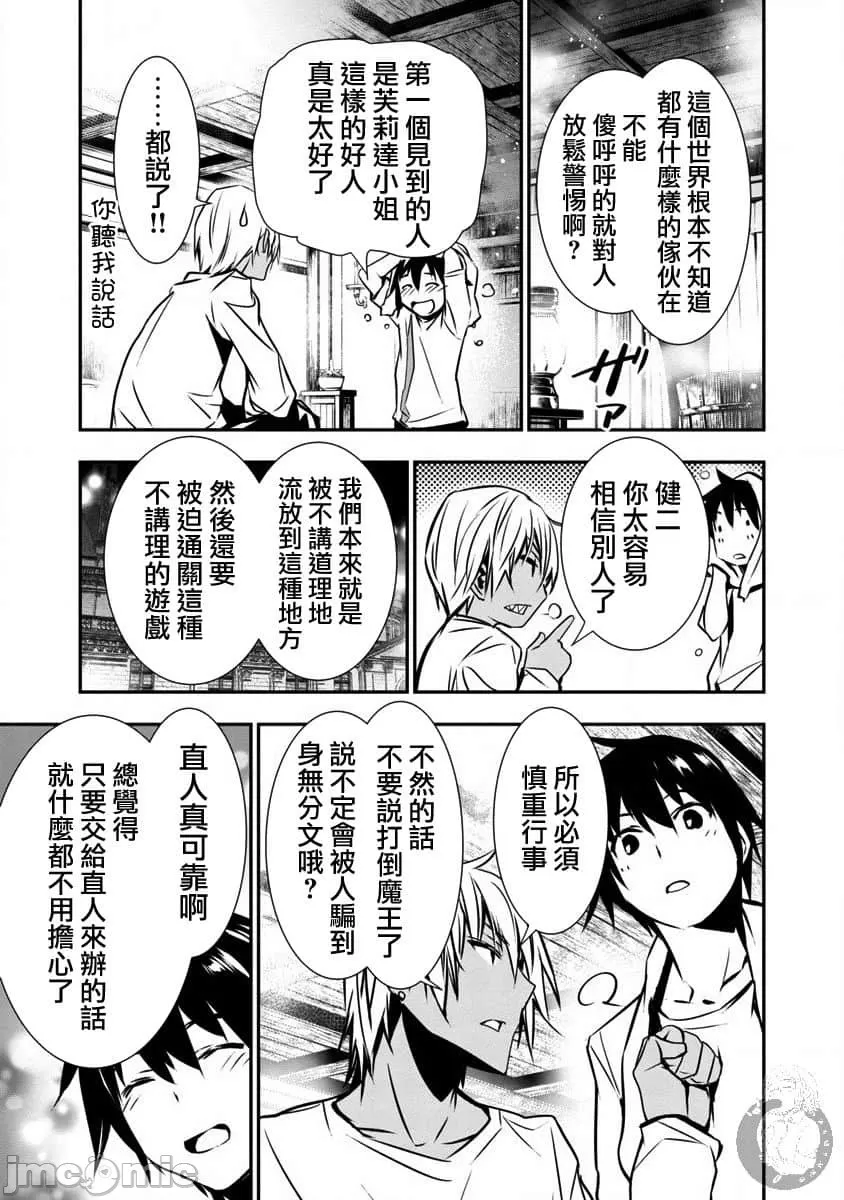 這個世界根本不知道
都有什麼樣的傢伙在
不能
傻呼呼的就對人
放鬆警惕啊？
ザァ
第一個見到的人
是芙莉達小姐
這樣的好人
真是太好了
……都說了!!
你聽我說話
健二
你太容易
相信別人了
我們本來就是
被不講道理地
流放到這種地方
然後還要
被迫通關這種
不講理的遊戲
所以必須
慎重行事
不然的話
不要說打倒魔王了
說不定會被人騙到
身無分文哦？
直人真可靠啊
總覺得
只要交給直人來辦的話
就什麼都不用擔心了
jmcomic